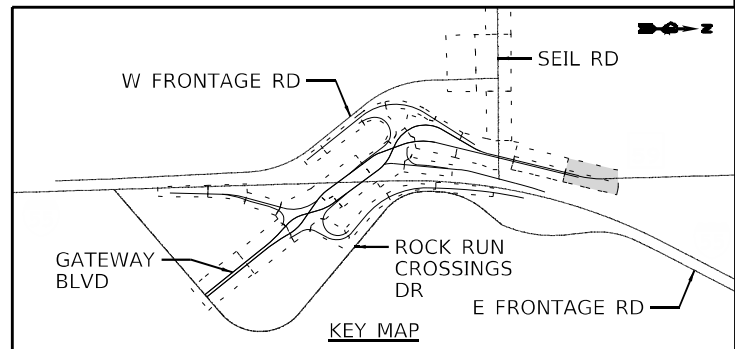 SEIL RD
W FRONTAGE RD
Z
GATEWAY
BLVD
ROCK RUN
CROSSINGS
DR
E FRONTAGE RD
KEY MAP